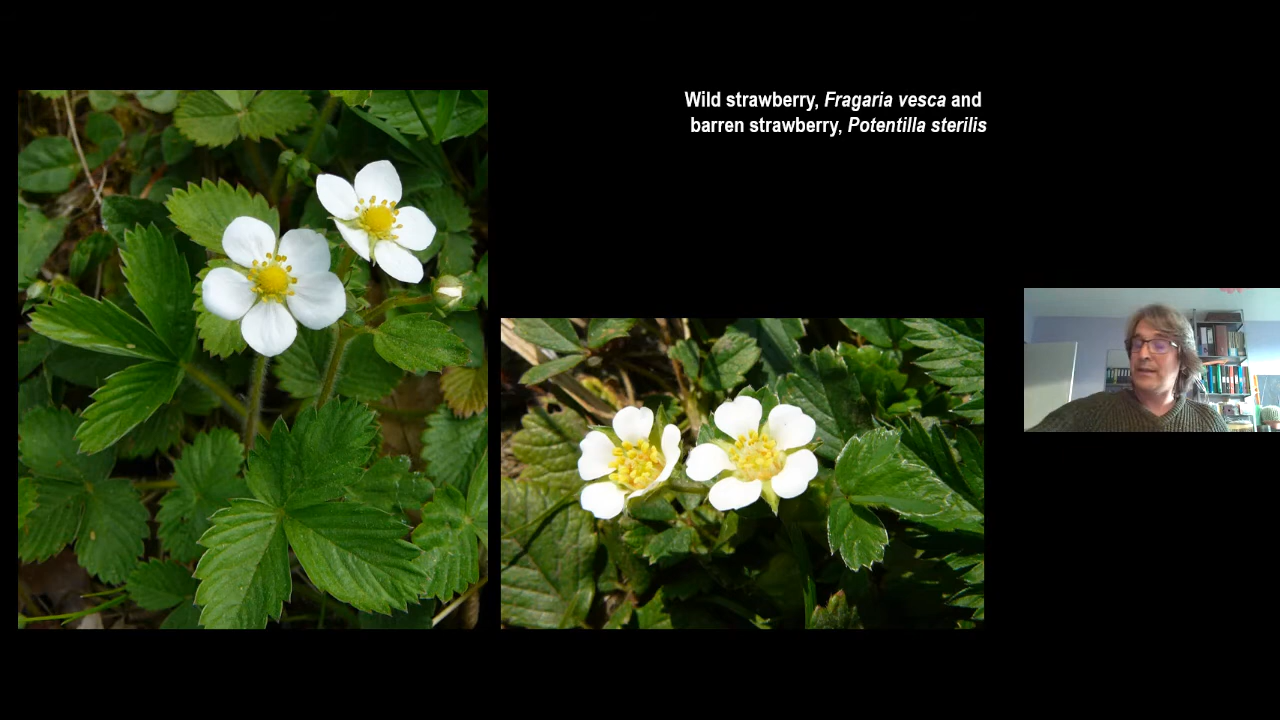 Wild strawberry, Fragaria vesca and
barren strawberry, Potentilla sterilis